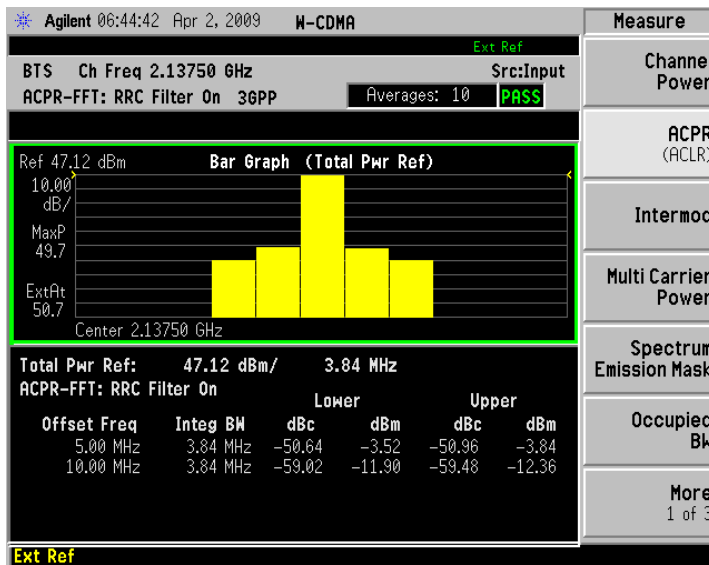 Agilent 06:44:42 Apr 2, 2009 W-CDMA Measure
Ext Ref
BTS Ch Freq 2.13750 GHz Src:Input
ACPR-FFT: RRC Filter On 3GPP Averages: 10 PASS
Channe
Power
ACPR
(ACLR)
Intermod
Multi Carrier
Power
Spectrum
Emission Mask
Occupied
BW
More
1 of 3
Ref 47.12 dBm Bar Graph (Total Pwr Ref)
10.00
dB/
MaxP
49.7
ExtAt
50.7
Center 2.13750 GHz
Total Pwr Ref: 47.12 dBm/ 3.84 MHz
ACPR-FFT: RRC Filter On
Lower Upper
Offset Freq Integ BW dBc dBm dBc dBm
5.00 MHz 3.84 MHz -50.64 -3.52 -50.96 -3.84
10.00 MHz 3.84 MHz -59.02 -11.90 -59.48 -12.36
Ext Ref